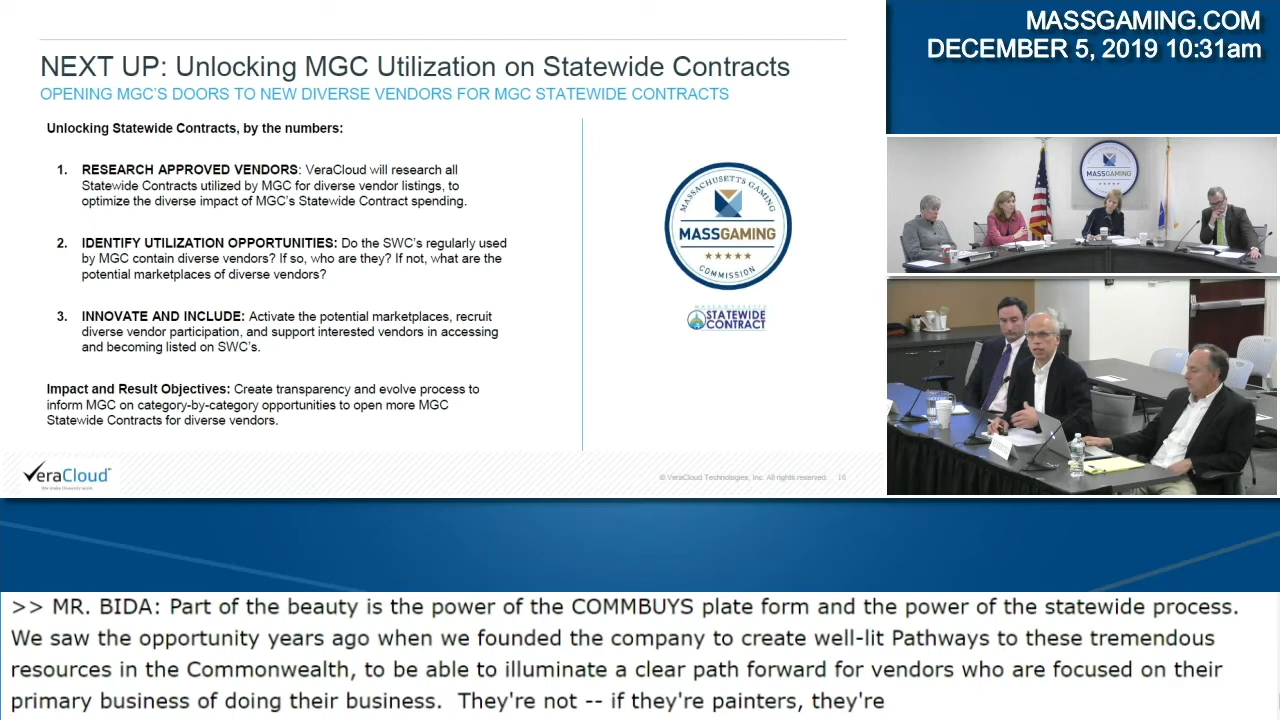 MASSGAMING.COM
DECEMBER 5, 2019 10:31am
NEXT UP: Unlocking MGC Utilization on Statewide Contracts
OPENING MGC'S DOORS TO NEW DIVERSE VENDORS FOR MGC STATEWIDE CONTRACTS
Unlocking Statewide Contracts, by the numbers:
1. RESEARCH APPROVED VENDORS: VeraCloud will research all
Statewide Contracts utilized by MGC for diverse vendor listings, to
optimize the diverse impact of MGC's Statewide Contract spending.
2. IDENTIFY UTILIZATION OPPORTUNITIES: Do the SWC's regularly used
by MGC contain diverse vendors? If so, who are they? If not, what are the
potential marketplaces of diverse vendors?
3. INNOVATE AND INCLUDE: Activate the potential marketplaces, recruit
diverse vendor participation, and support interested vendors in accessing
and becoming listed on SWC's.
Impact and Result Objectives: Create transparency and evolve process to
inform MGC on category-by-category opportunities to open more MGC
Statewide Contracts for diverse vendors.
MASSACHUSETTS GAMING
MASSGAMING
COMMISSION
MASSACHUSETTS
STATEWIDE
CONTRACT
VeraCloud
We make Diversity work.
© VeraCloud Technologies, Inc. All rights reserved. 10
MASSGAMING
>> MR. BIDA: Part of the beauty is the power of the COMMBUYS plate form and the power of the statewide process.
We saw the opportunity years ago when we founded the company to create well-lit Pathways to these tremendous
resources in the Commonwealth, to be able to illuminate a clear path forward for vendors who are focused on their
primary business of doing their business.  They're not -- if they're painters, they're